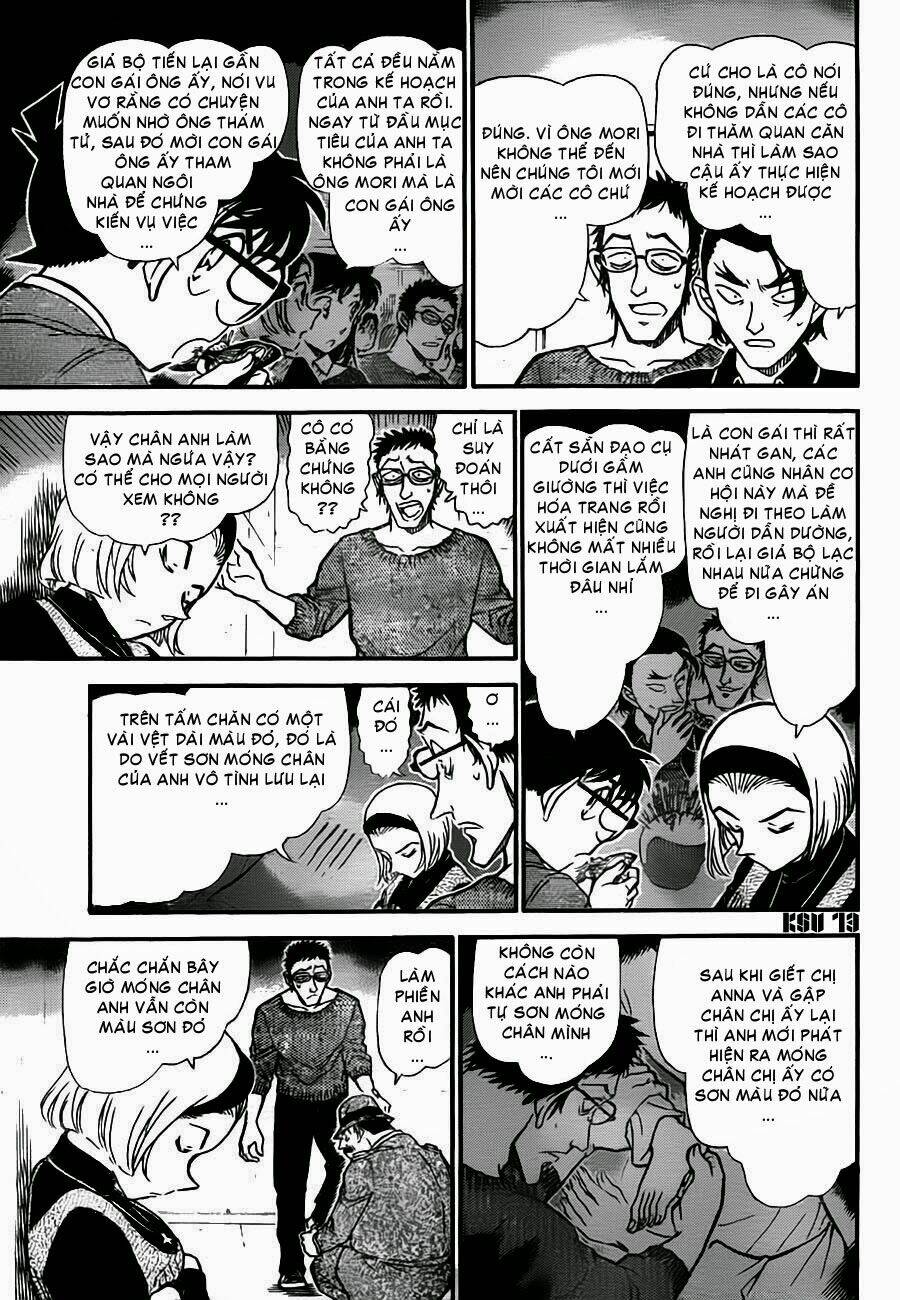 CỨ CHO LÀ CÔ NÓI
ĐÚNG, NHƯNG NẾU
KHÔNG DẪN CÁC CÔ
ĐI THĂM QUAN CĂN
NHÀ THÌ LÀM SAO
CẬU ẤY THỰC HIỆN
KẾ HOẠCH ĐƯỢC
...
ĐÚNG. VÌ ÔNG MORI
KHÔNG THỂ ĐẾN
NÊN CHÚNG TÔI MỚI
MỜI CÁC CÔ CHỨ
...
TẤT CẢ ĐỀU NẰM
TRONG KẾ HOẠCH
CỦA ANH TA RỒI.
NGAY TỪ ĐẦU MỤC
TIÊU CỦA ANH TA
KHÔNG PHẢI LÀ
ÔNG MORI MÀ LÀ
CON GÁI ÔNG
ẤY
...
GIẢ BỘ TIẾN LẠI GẦN
CON GÁI ÔNG ẤY, NÓI VU
VƠ RẰNG CÓ CHUYỆN
MUỐN NHỜ ÔNG THÁM
TỬ, SAU ĐÓ MỜI CON GÁI
ÔNG ẤY THAM
QUAN NGÔI
NHÀ ĐỂ CHỨNG
KIẾN VỤ VIỆC
...
LÀ CON GÁI THÌ RẤT
NHÁT GAN, CÁC
ANH CŨNG NHÂN CƠ
HỘI NÀY MÀ ĐỀ
NGHỊ ĐI THEO LÀM
NGƯỜI DẪN ĐƯỜNG,
RỒI LẠI GIẢ BỘ LẠC
NHAU NỬA CHỪNG
ĐỂ ĐI GÂY ÁN
...
CẤT SẴN ĐẠO CỤ
DƯỚI GẦM
GIƯỜNG THÌ VIỆC
HÓA TRANG RỒI
XUẤT HIỆN CŨNG
KHÔNG MẤT NHIỀU
THỜI GIAN LẮM
ĐÂU NHỈ
...
CHỈ LÀ
SUY
ĐOÁN
THÔI
...
CÔ CÓ
BẰNG
CHỨNG
KHÔNG
??
VẬY CHÂN ANH LÀM
SAO MÀ NGỨA VẬY?
CÓ THỂ CHO MỌI NGƯỜI
XEM KHÔNG
??
Ơ
...
CÁI
ĐÓ
...
TRÊN TẤM CHĂN CÓ MỘT
VÀI VỆT DÀI MÀU ĐỎ, ĐÓ LÀ
DO VẾT SƠN MÓNG CHÂN
CỦA ANH VÔ TÌNH LƯU LẠI
...
KSV 19
SAU KHI GIẾT CHỊ
ANNA VÀ GẬP
CHÂN CHỊ ẤY LẠI
THÌ ANH MỚI PHÁT
HIỆN RA MÓNG
CHÂN CHỊ ẤY CÓ
SƠN MÀU ĐỎ NỮA
...
KHÔNG CÒN
CÁCH NÀO
KHÁC ANH PHẢI
TỰ SƠN MÓNG
CHÂN MÌNH
...
LÀM
PHIỀN
ANH
RỒI
...
CHẮC CHẮN BÂY
GIỜ MÓNG CHÂN
ANH VẪN CÒN
MÀU SƠN ĐỎ
...